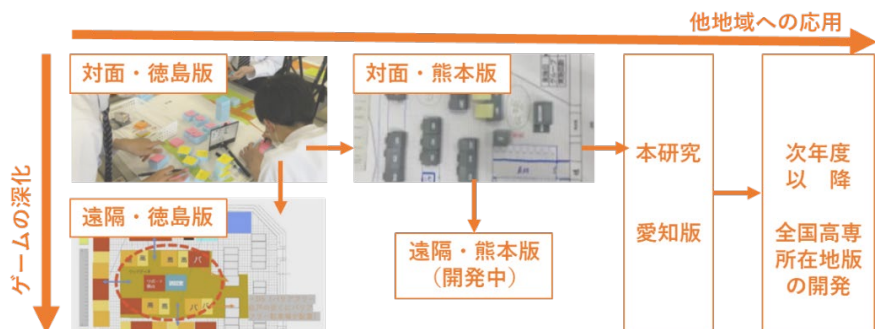 他地域への応用
ゲームの深化
対面・徳島版
対面・熊本版
遠隔・徳島版
遠隔・熊本版
（開発中）
本研究
愛知版
次年度
以　降
全国高専
所在地版
の開発